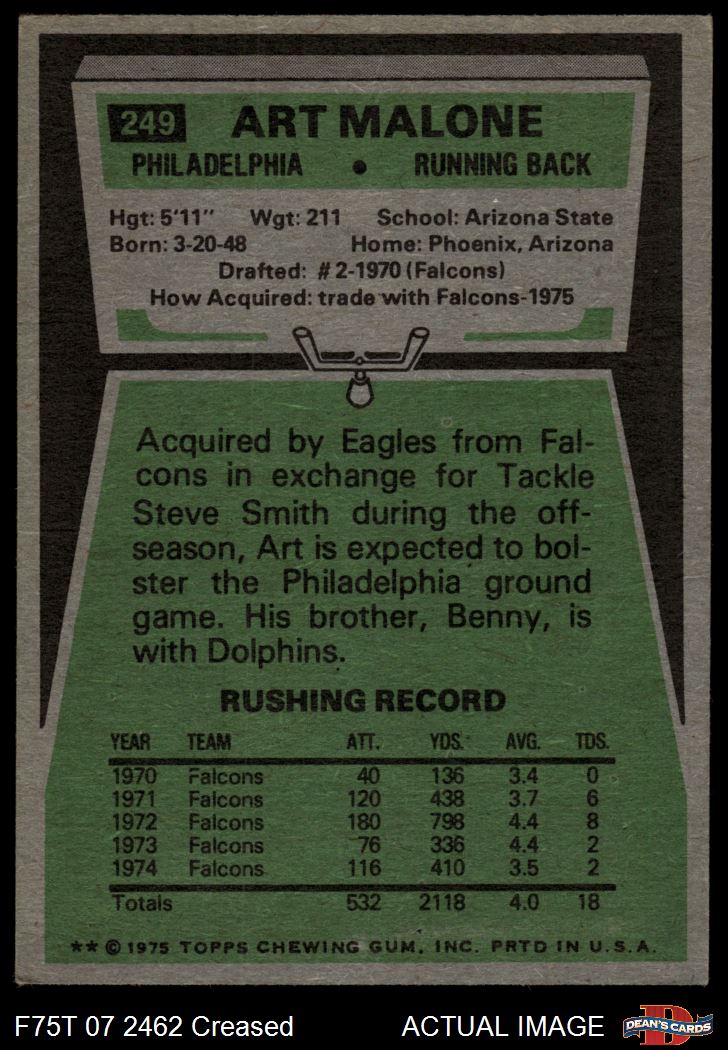 249 ART MALONE
PHILADELPHIA • RUNNING BACK
Hgt: 5'11" Wgt: 211 School: Arizona State
Born: 3-20-48 Home: Phoenix, Arizona
Drafted: #2-1970 (Falcons)
How Acquired: trade with Falcons-1975
Acquired by Eagles from Fal-
cons in exchange for Tackle
Steve Smith during the off-
season, Art is expected to bol-
ster the Philadelphia ground
game. His brother, Benny, is
with Dolphins.
RUSHING RECORD
YEAR TEAM ATT. YDS. AVG. TDS.
1970 Falcons 40 136 3.4 0
1971 Falcons 120 438 3.7 6
1972 Falcons 180 798 4.4 8
1973 Falcons 76 336 4.4 2
1974 Falcons 116 410 3.5 2
Totals 532 2118 4.0 18
** © 1975 TOPPS CHEWING GUM, INC. PRTD IN U.S.A.
F75T 07 2462 Creased ACTUAL IMAGE D DEAN'S CARDS